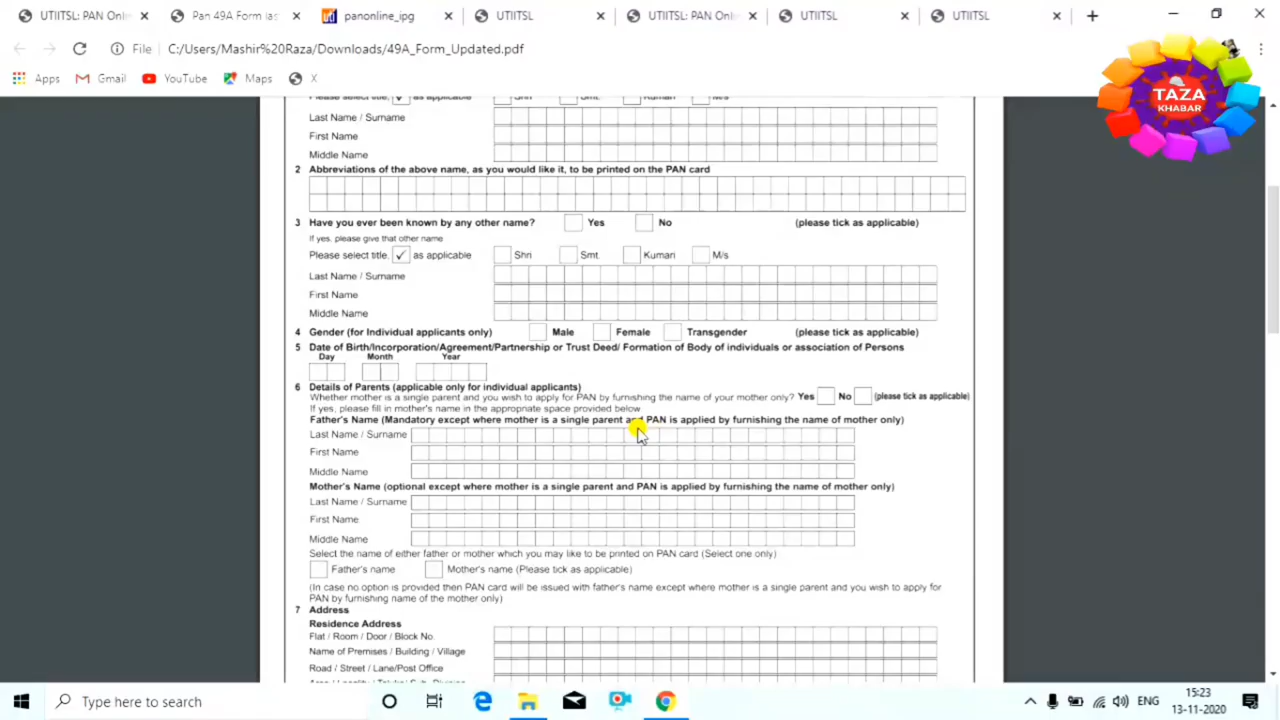 UTIITSL: PAN Onli
Pan 49A Form las
panonline_ipg
UTIITSL
UTIITSL: PAN Onli
UTIITSL
UTIITSL
File
C:/Users/Mashir%20Raza/Downloads/49A_Form_Updated.pdf
Apps
Gmail
YouTube
Maps
X
TAZA
KHABAR
Please select title, ✓ as applicable Shri Smt. Kumari M/s
Last Name / Surname
First Name
Middle Name
2 Abbreviations of the above name, as you would like it, to be printed on the PAN card
3 Have you ever been known by any other name? Yes No (please tick as applicable)
If yes, please give that other name
Please select title, ✓ as applicable Shri Smt. Kumari M/s
Last Name / Surname
First Name
Middle Name
4 Gender (for Individual applicants only) Male Female Transgender (please tick as applicable)
5 Date of Birth/Incorporation/Agreement/Partnership or Trust Deed/ Formation of Body of individuals or association of Persons
Day Month Year
6 Details of Parents (applicable only for individual applicants)
Whether mother is a single parent and you wish to apply for PAN by furnishing the name of your mother only? Yes No (please tick as applicable)
If yes, please fill in mother's name in the appropriate space provided below
Father's Name (Mandatory except where mother is a single parent and PAN is applied by furnishing the name of mother only)
Last Name / Surname
First Name
Middle Name
Mother's Name (optional except where mother is a single parent and PAN is applied by furnishing the name of mother only)
Last Name / Surname
First Name
Middle Name
Select the name of either father or mother which you may like to be printed on PAN card (Select one only)
Father's name Mother's name (Please tick as applicable)
(In case no option is provided then PAN card will be issued with father's name except where mother is a single parent and you wish to apply for
PAN by furnishing name of the mother only)
7 Address
Residence Address
Flat / Room / Door / Block No.
Name of Premises / Building / Village
Road / Street / Lane/Post Office
Type here to search
ENG
15:23
13-11-2020